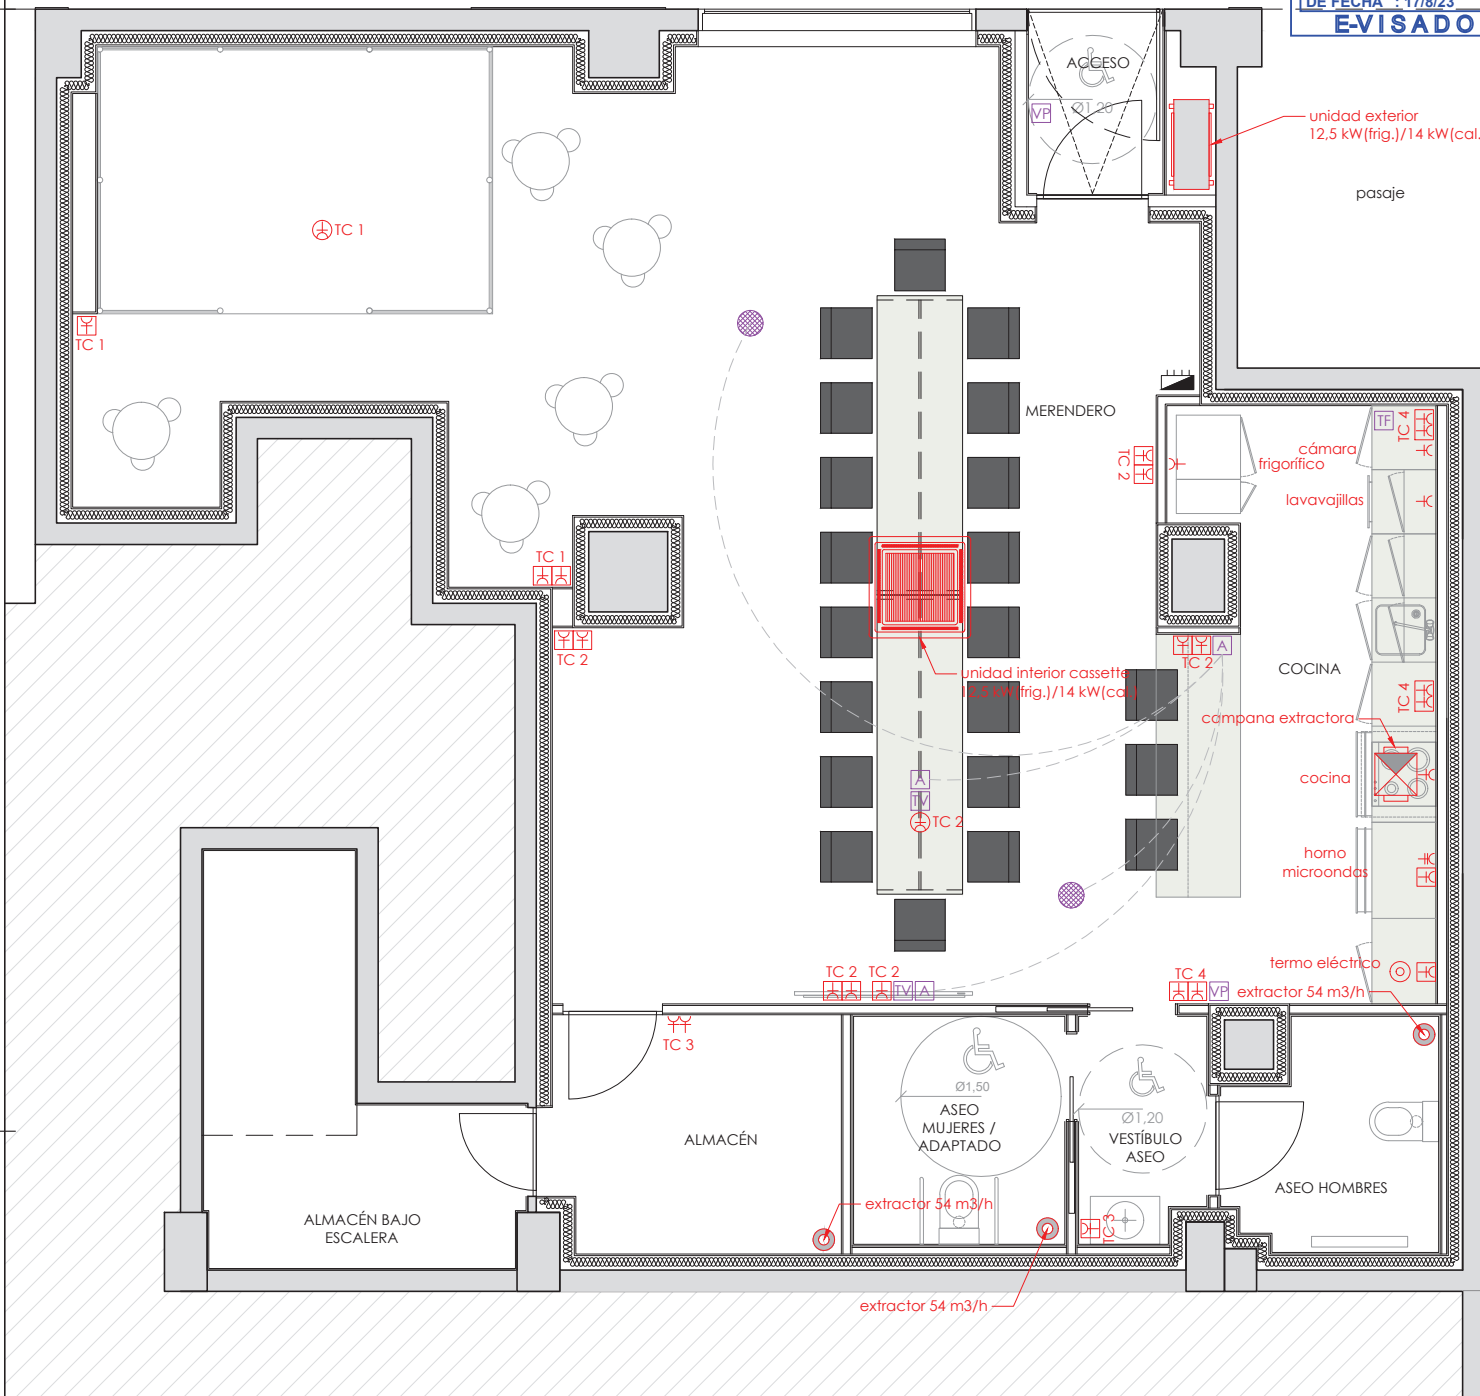 DE FECHA : 17/8/23
E-VISADO
ACCESO
Ø1.20
VP
unidad exterior
12,5 kW(frig.)/14 kW(cal.
pasaje
TC 1
TC 1
MERENDERO
TF
TC 4
cámara
frigorífico
TC 2
lavavajillas
TC 1
TC 2
TC 2
A
COCINA
unidad interior cassette
12,5 kW(frig.)/14 kW(cal.)
TC 4
campana extractora
A
TV
TC 2
cocina
horno
microondas
termo eléctrico
TC 2
TC 2
TV
A
TC 4
VP
extractor 54 m3/h
TC 3
Ø1,50
ASEO
MUJERES /
ADAPTADO
Ø1,20
VESTÍBULO
ASEO
ALMACÉN
ASEO HOMBRES
extractor 54 m3/h
TC 3
ALMACÉN BAJO
ESCALERA
extractor 54 m3/h